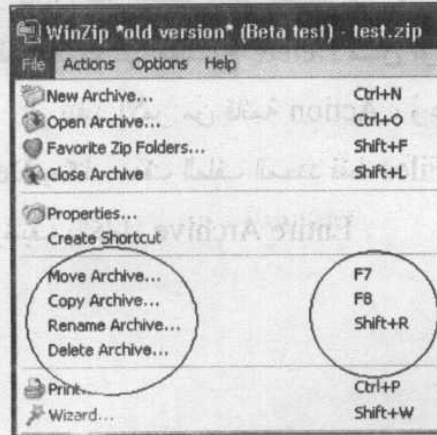 WinZip *old version* (Beta test) - test.zip
File Actions Options Help
New Archive... Ctrl+N
Open Archive... Ctrl+O
Favorite Zip Folders... Shift+F
Close Archive Shift+L
Properties...
Create Shortcut
Move Archive... F7
Copy Archive... F8
Rename Archive... Shift+R
Delete Archive...
Print... Ctrl+P
Wizard... Shift+W